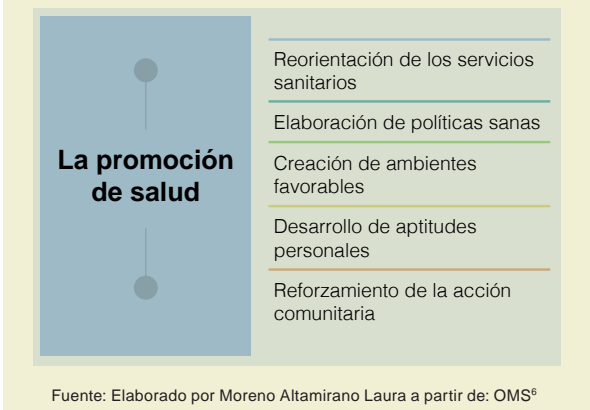 La promoción
de salud
Reorientación de los servicios
sanitarios
Elaboración de políticas sanas
Creación de ambientes
favorables
Desarrollo de aptitudes
personales
Reforzamiento de la acción
comunitaria
Fuente: Elaborado por Moreno Altamirano Laura a partir de: OMS⁶